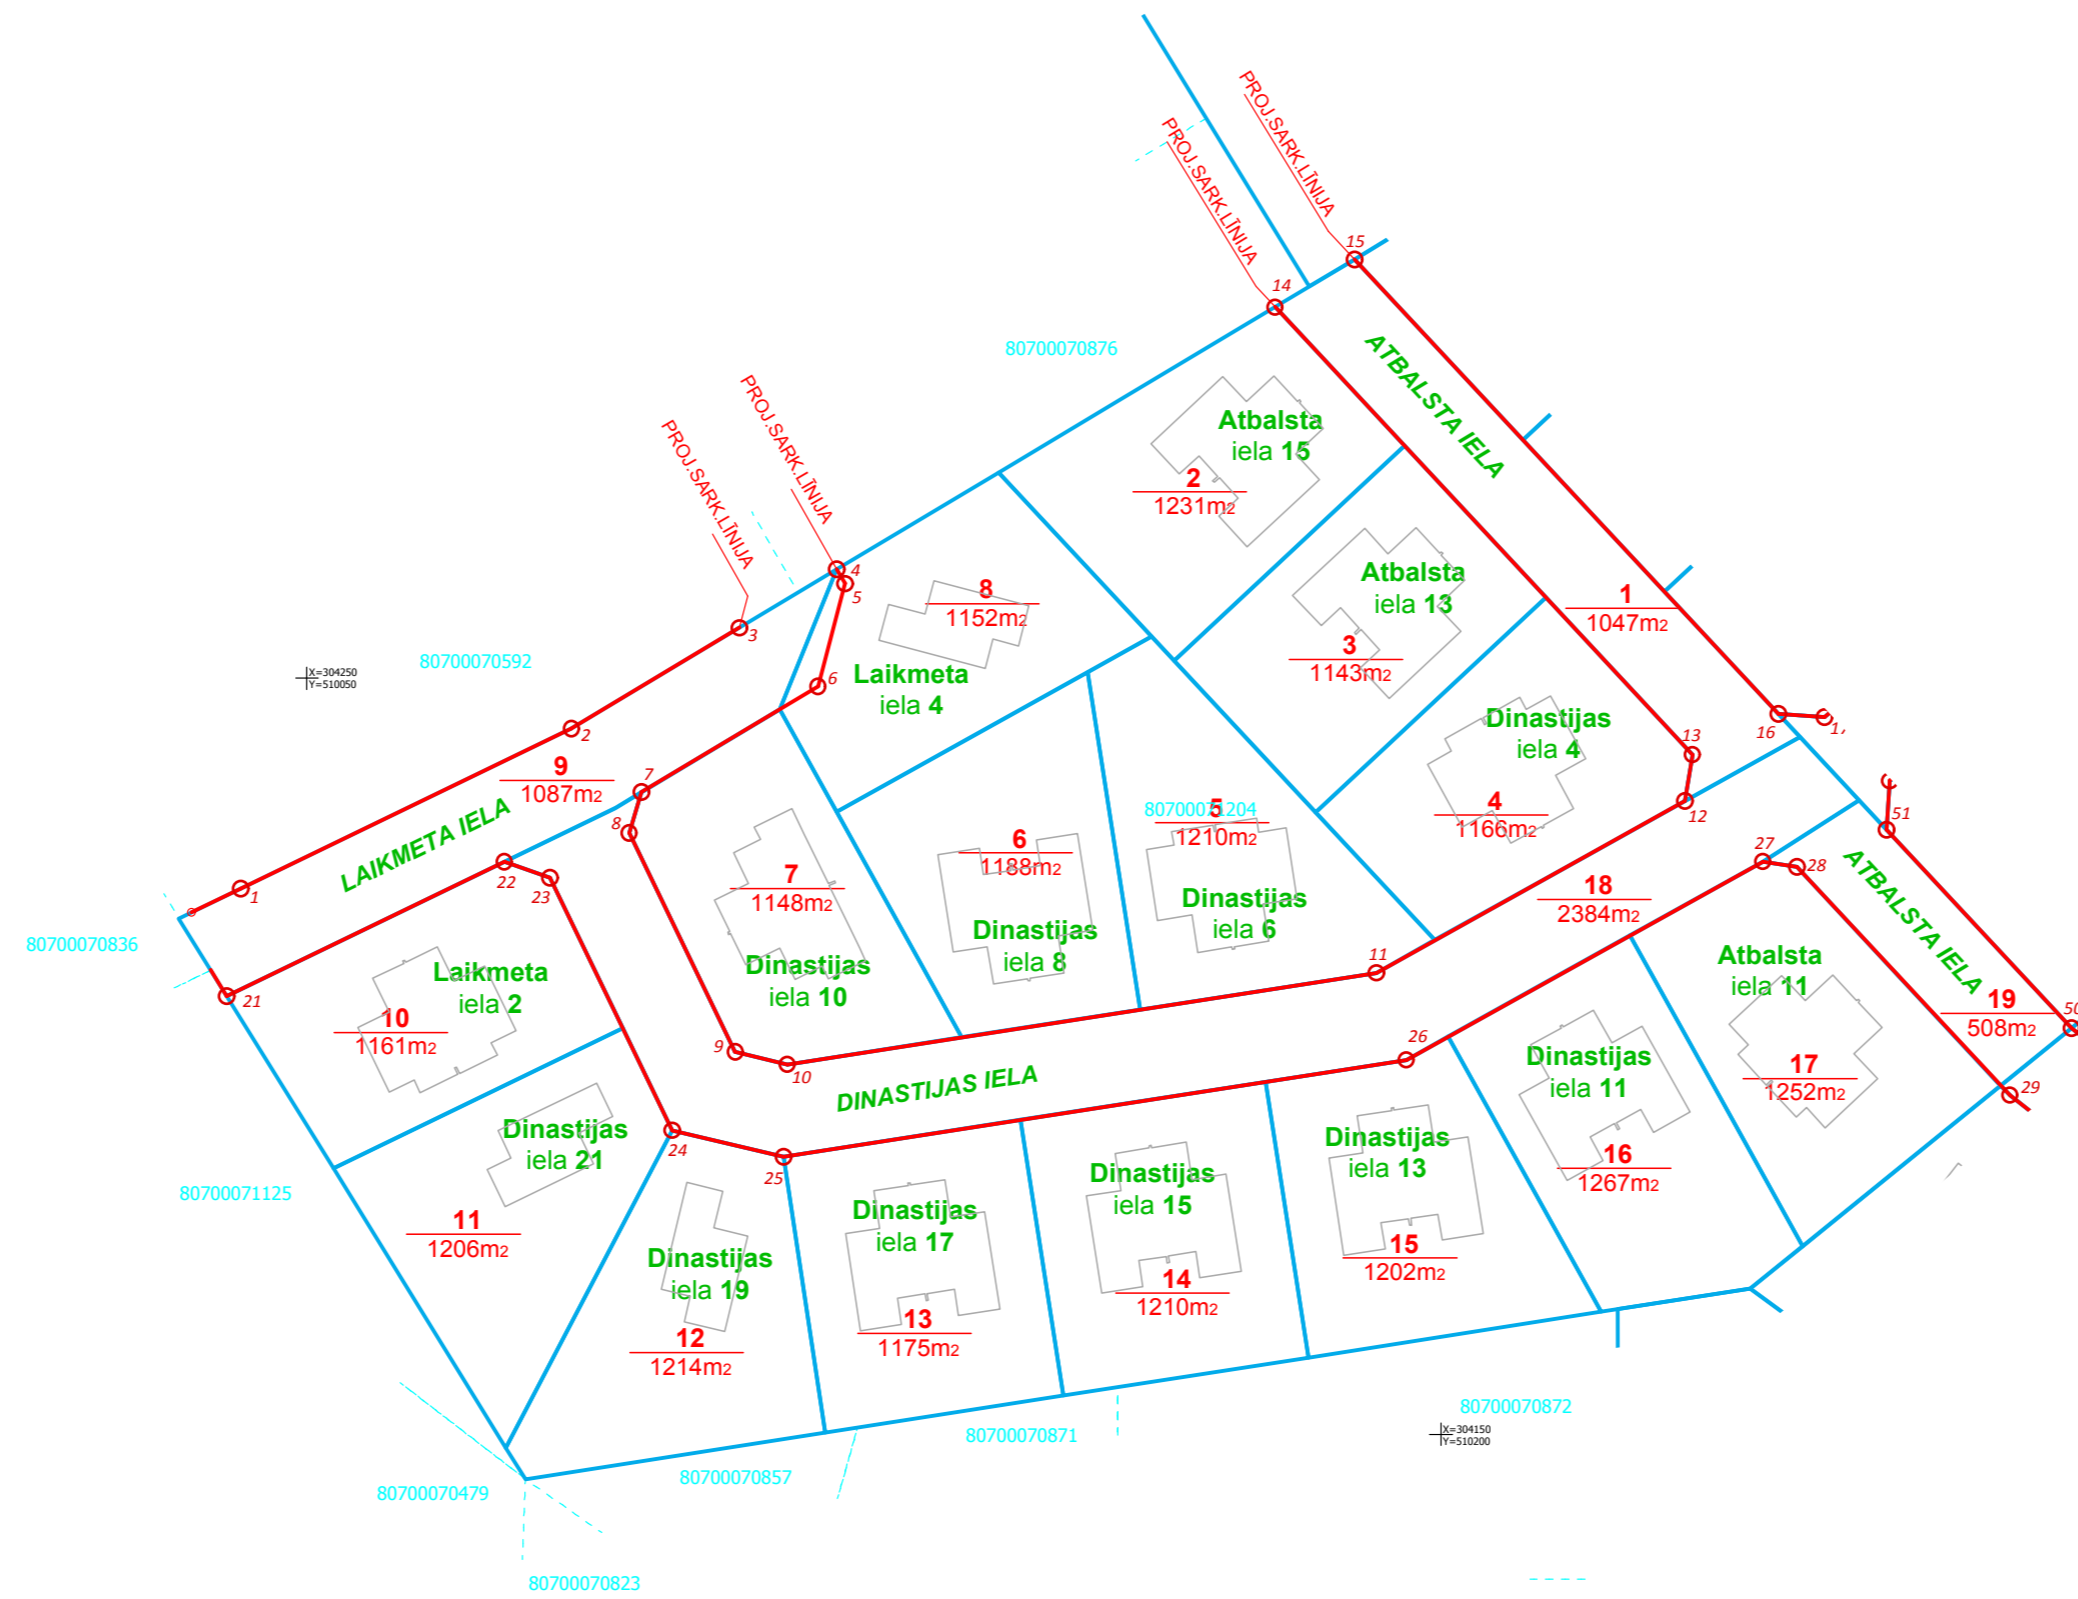 PROJ.SARK.LĪNIJA
PROJ.SARK.LĪNIJA
15
14
80700070876
ATBALSTA IELA
PROJ.SARK.LĪNIJA
PROJ.SARK.LĪNIJA
Atbalsta
iela 15
2
1231m2
4
5
3
8
1152m2
Atbalsta
iela 13
3
1143m2
1
1047m2
80700070592
X=304250
Y=510050
6
Laikmeta
iela 4
2
Dinastijas
iela 4
4
1166m2
13
16
12
9
1087m2
7
8
LAIKMETA IELA
80700071204
5
1210m2
Dinastijas
iela 6
6
1188m2
Dinastijas
iela 8
7
1148m2
Dinastijas
iela 10
51
27
28
ATBALSTA IELA
18
2384m2
1
22
23
80700070836
21
Laikmeta
iela 2
10
1161m2
11
Atbalsta
iela 11
19
508m2
50
17
1252m2
29
9
10
DINASTIJAS IELA
26
Dinastijas
iela 11
16
1267m2
Dinastijas
iela 21
11
1206m2
24
25
80700071125
Dinastijas
iela 19
12
1214m2
Dinastijas
iela 17
13
1175m2
Dinastijas
iela 15
14
1210m2
Dinastijas
iela 13
15
1202m2
80700070872
X=304150
Y=510200
80700070871
80700070857
80700070479
80700070823